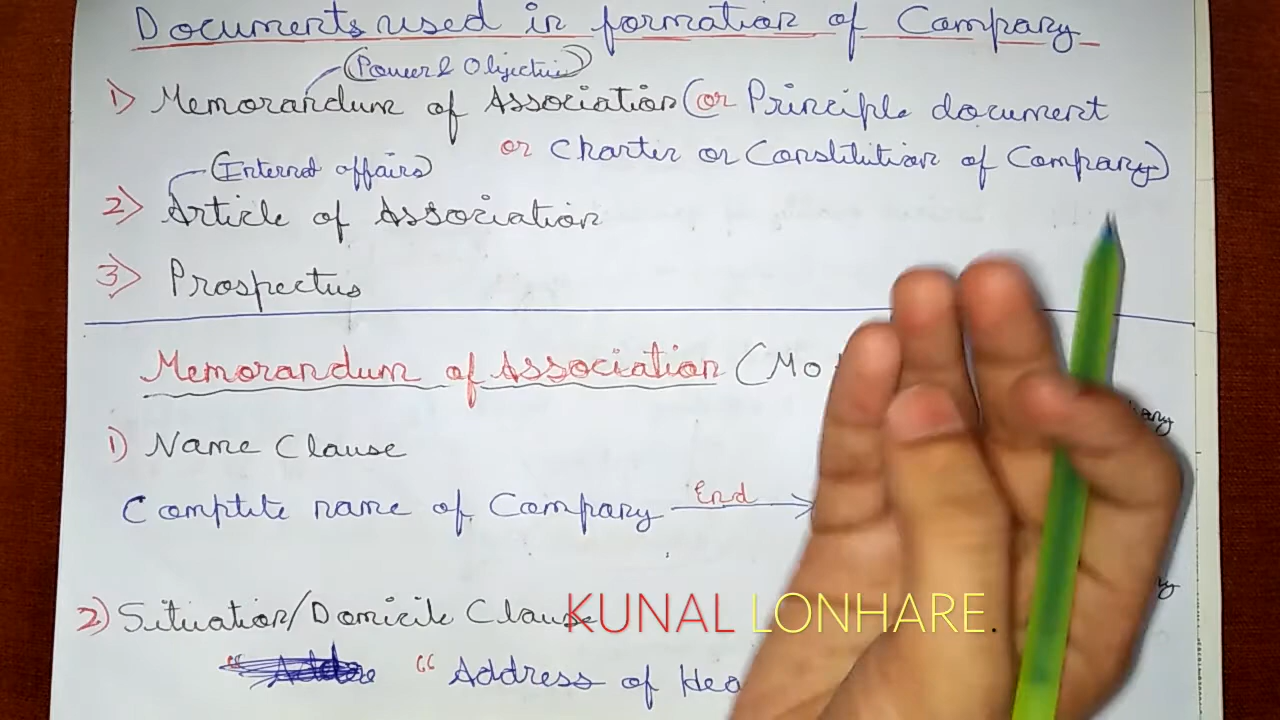 Documents used in formation of Company
(Power & Objective)
1) Memorandum of Association (or Principle document
or Charter or Constitution of Company)
(Internal affairs)
2) Article of Association
3) Prospectus
Memorandum of Association (Mo
1) Name Clause
Complete name of Company End
2) Situation/Domicile Clause
KUNAL LONHARE.
" Address of Hea